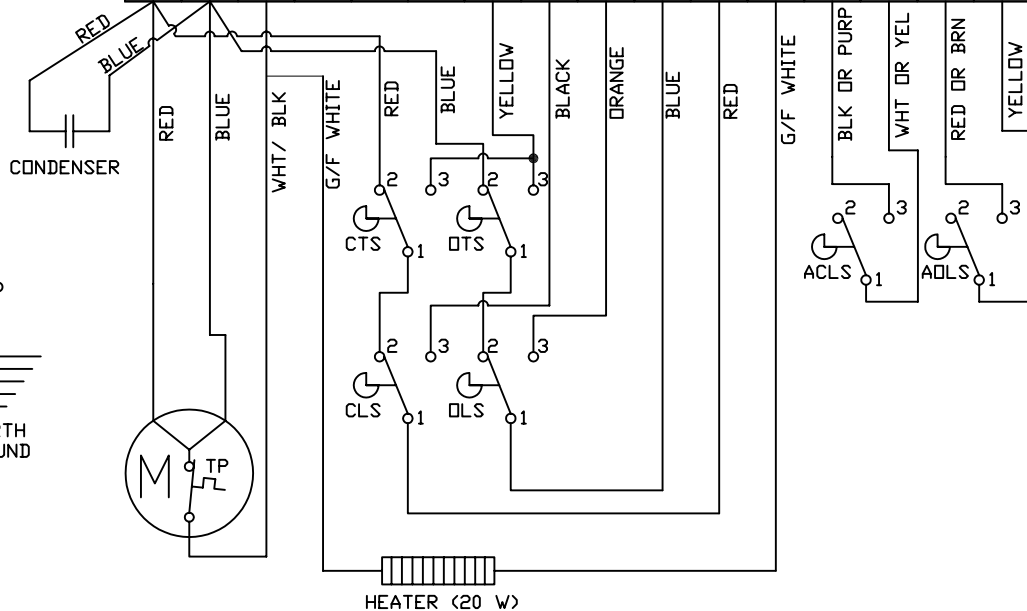 RED
BLUE
CONDENSER
RED
BLUE
WHT/ BLK
G/F WHITE
RED
BLUE
YELLOW
BLACK
ORANGE
BLUE
RED
G/F WHITE
BLK OR PURP
WHT OR YEL
RED OR BRN
YELLOW
2
3
2
3
CTS
1
OTS
1
2
3
2
3
CLS
1
OLS
1
2
3
2
3
ACLS
1
AOLS
1
RTH
UND
M
TP
HEATER (20 W)